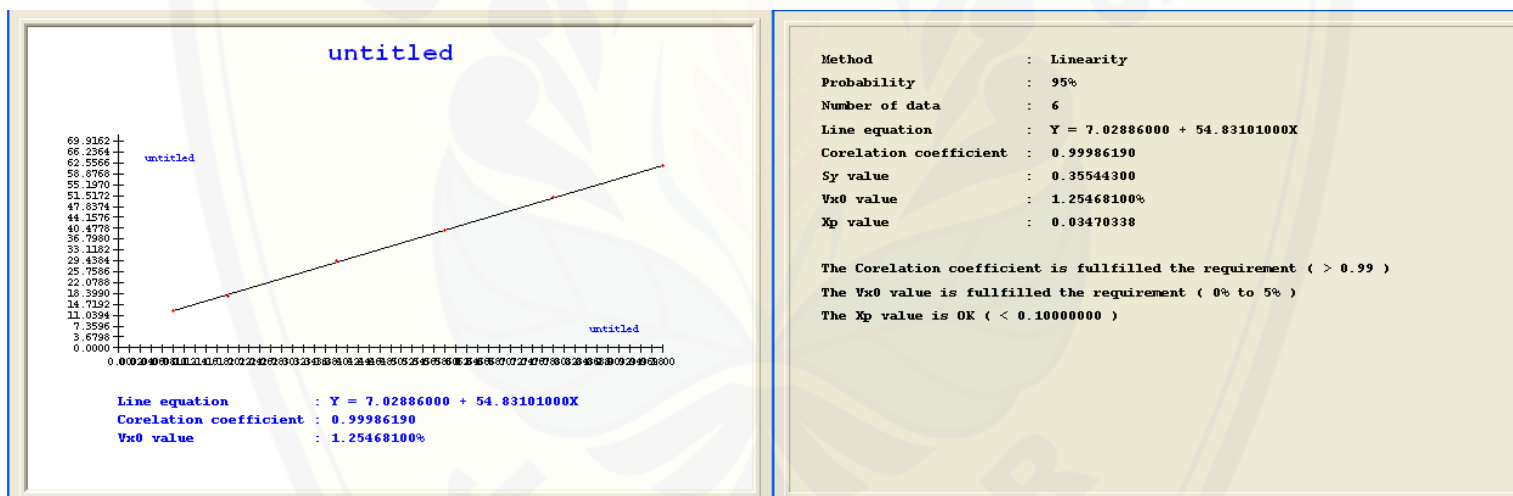 untitled
69.9162
66.2364
untitled
62.5566
58.8768
55.1970
51.5172
47.8374
44.1576
40.4778
36.7980
33.1182
29.4384
25.7586
22.0788
18.3990
14.7192
11.0394
7.3596
untitled
3.6798
0.0000
Line equation : Y = 7.02886000 + 54.83101000X
Corelation coefficient : 0.99986190
Vx0 value : 1.25468100%
Method : Linearity
Probability : 95%
Number of data : 6
Line equation : Y = 7.02886000 + 54.83101000X
Corelation coefficient : 0.99986190
Sy value : 0.35544300
Vx0 value : 1.25468100%
Xp value : 0.03470338
The Corelation coefficient is fullfilled the requirement ( > 0.99 )
The Vx0 value is fullfilled the requirement ( 0% to 5% )
The Xp value is OK ( < 0.10000000 )